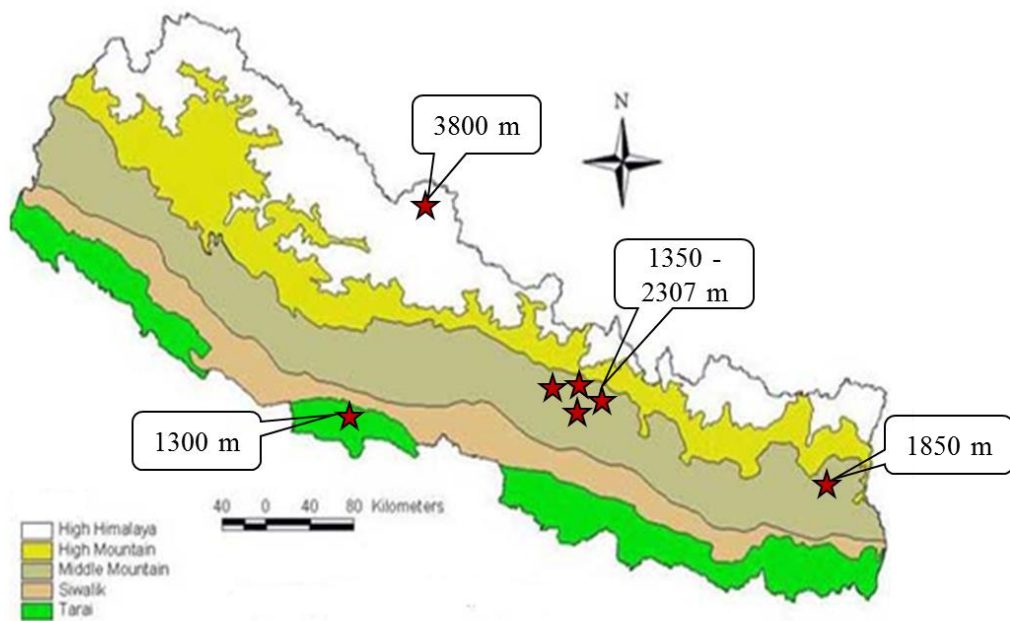 3800 m
N
1350 -
2307 m
1300 m
1850 m
40 0 40 80 Kilometers
High Himalaya
High Mountain
Middle Mountain
Siwalik
Tarai